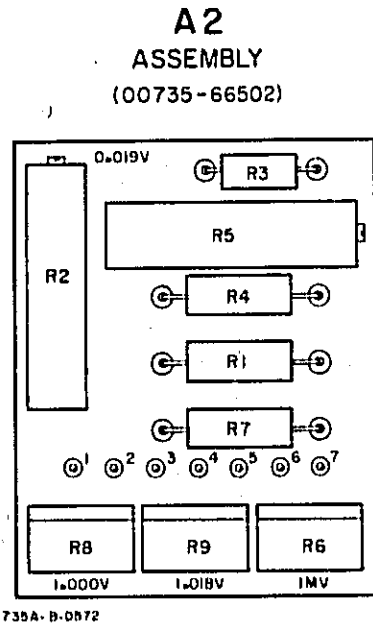 A2
ASSEMBLY
(00735-66502)
0.019V
R3
R5
R2
R4
R1
R7
1 2 3 4 5 6 7
R8 R9 R6
1.000V 1.018V 1MV
735A-B-0572